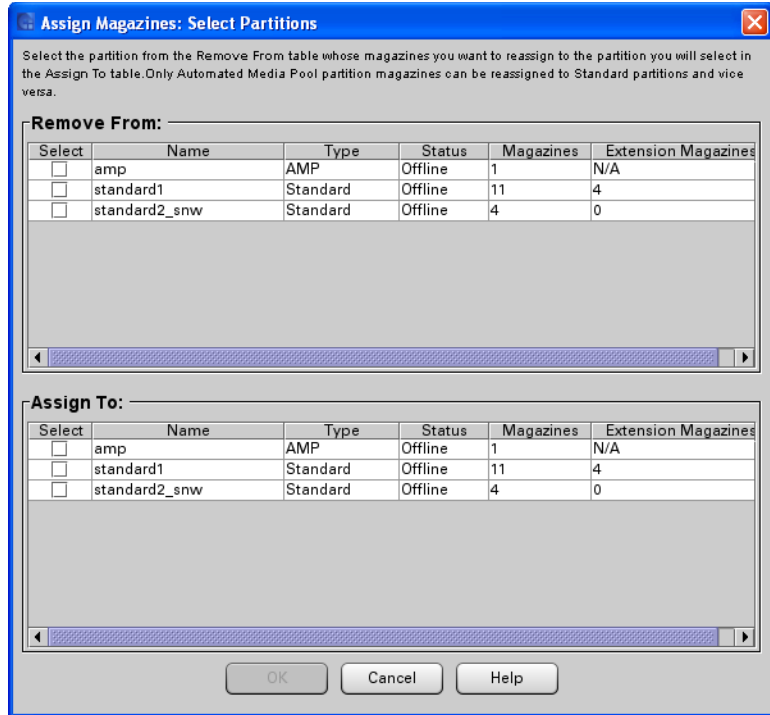 Assign Magazines: Select Partitions
Select the partition from the Remove From table whose magazines you want to reassign to the partition you will select in
the Assign To table.Only Automated Media Pool partition magazines can be reassigned to Standard partitions and vice
versa.
Remove From:
Select Name Type Status Magazines Extension Magazines
amp AMP Offline 1 N/A
standard1 Standard Offline 11 4
standard2_snw Standard Offline 4 0
Assign To:
Select Name Type Status Magazines Extension Magazines
amp AMP Offline 1 N/A
standard1 Standard Offline 11 4
standard2_snw Standard Offline 4 0
OK Cancel Help